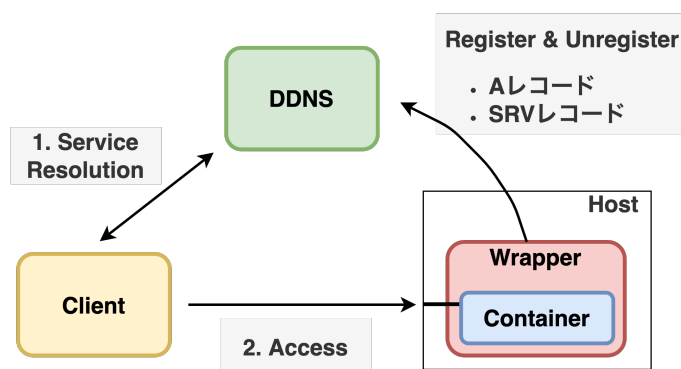 Register & Unregister
・Aレコード
・SRVレコード
DDNS
1. Service
Resolution
Host
Wrapper
Client
Container
2. Access